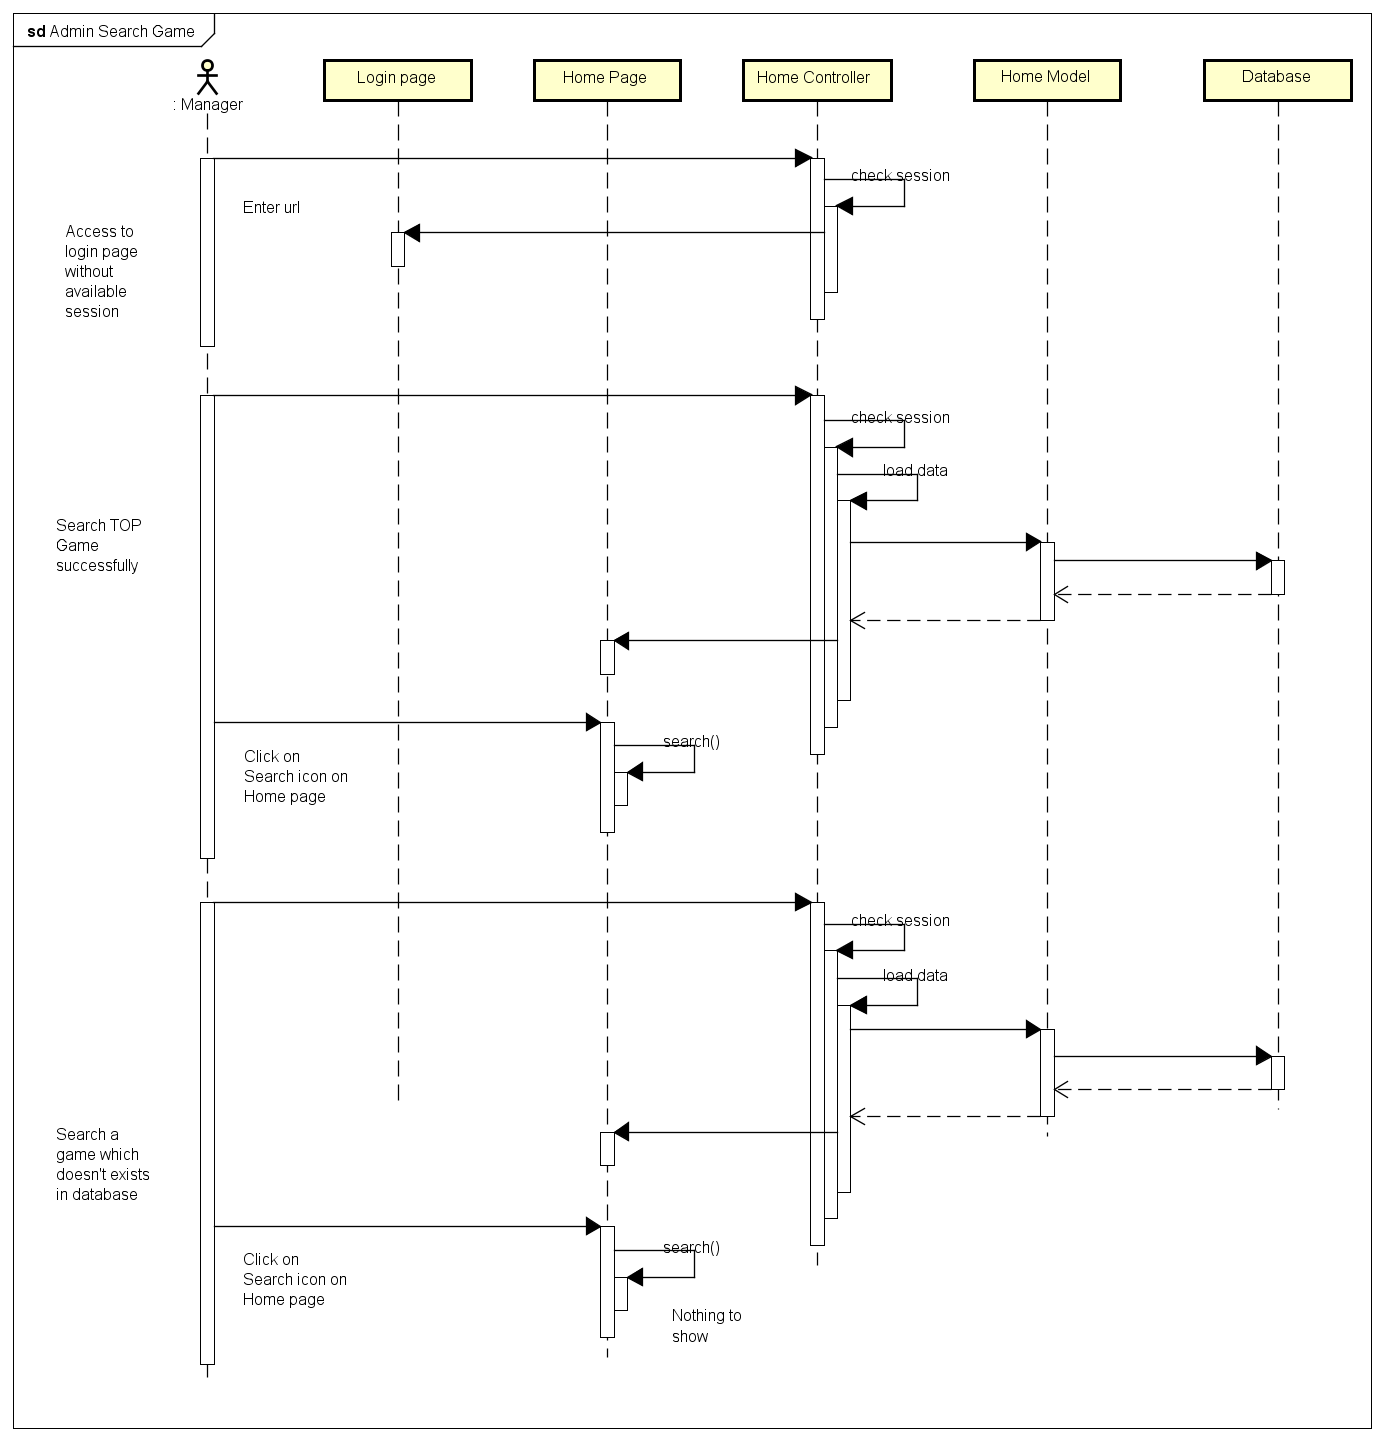 sd Admin Search Game
: Manager
Login page
Home Page
Home Controller
Home Model
Database
check session
Enter url
Access to
login page
without
available
session
check session
load data
Search TOP
Game
successfully
search()
Click on
Search icon on
Home page
check session
load data
Search a
game which
doesn't exists
in database
search()
Click on
Search icon on
Home page
Nothing to
show